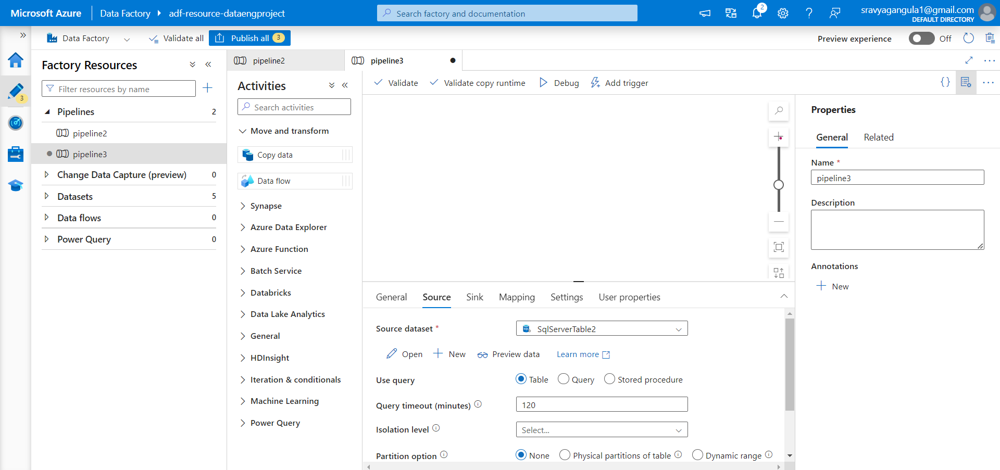 Microsoft Azure
Data Factory
adf-resource-dataengproject
Search factory and documentation
2
sravyagangula1@gmail.com
DEFAULT DIRECTORY
Data Factory
Validate all
Publish all 3
Preview experience
Off
3
Factory Resources
Filter resources by name
Pipelines 2
pipeline2
pipeline3
Change Data Capture (preview) 0
Datasets 5
Data flows 0
Power Query 0
pipeline2
pipeline3
Activities
Search activities
Move and transform
Copy data
Data flow
Synapse
Azure Data Explorer
Azure Function
Batch Service
Databricks
Data Lake Analytics
General
HDInsight
Iteration & conditionals
Machine Learning
Power Query
Validate
Validate copy runtime
Debug
Add trigger
General
Source
Sink
Mapping
Settings
User properties
Source dataset *
SqlServerTable2
Open
New
Preview data
Learn more
Use query
Table
Query
Stored procedure
Query timeout (minutes)
120
Isolation level
Select...
Partition option
None
Physical partitions of table
Dynamic range
Properties
General
Related
Name *
pipeline3
Description
Annotations
New